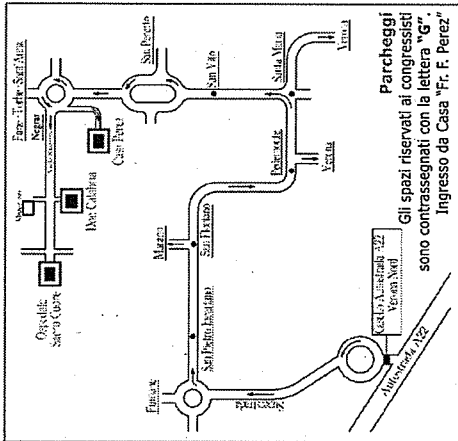 Parcheggi
Gli spazi riservati ai congressisti
sono contrassegnati con la lettera "G".
Ingresso da Casa "Fr. F. Perez"
Verona
Santa Maria
San Vito
San Peretto
Negrar
Casa Perez
Don Calabria
Ospedale
Sacro Cuore
Pedemonte
Verona
Marano
San Floriano
San Pietro Incariano
Fumane
Casello Autostrada A22
Verona Nord
Autostrada A22